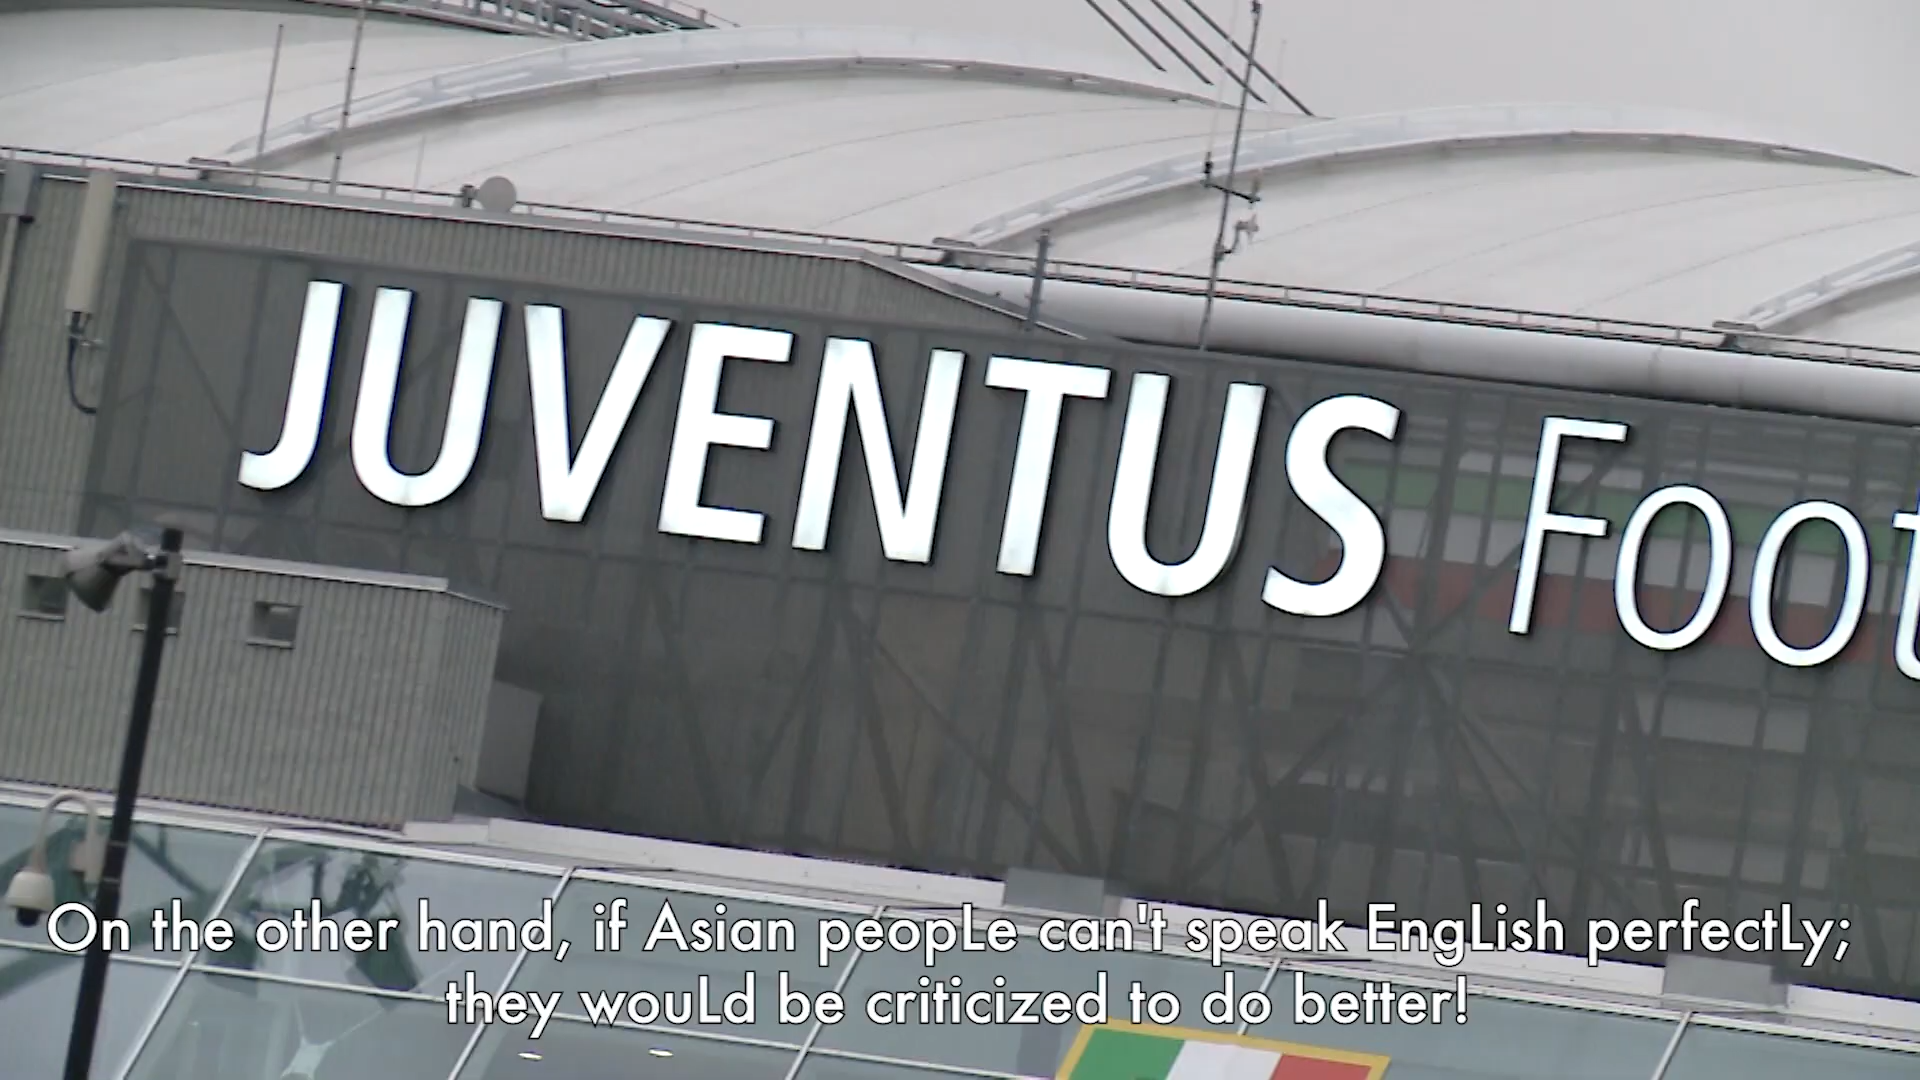 JUVENTUS Foot
On the other hand, if Asian peopLe can't speak EngLish perfectLy;
they wouLd be criticized to do better!